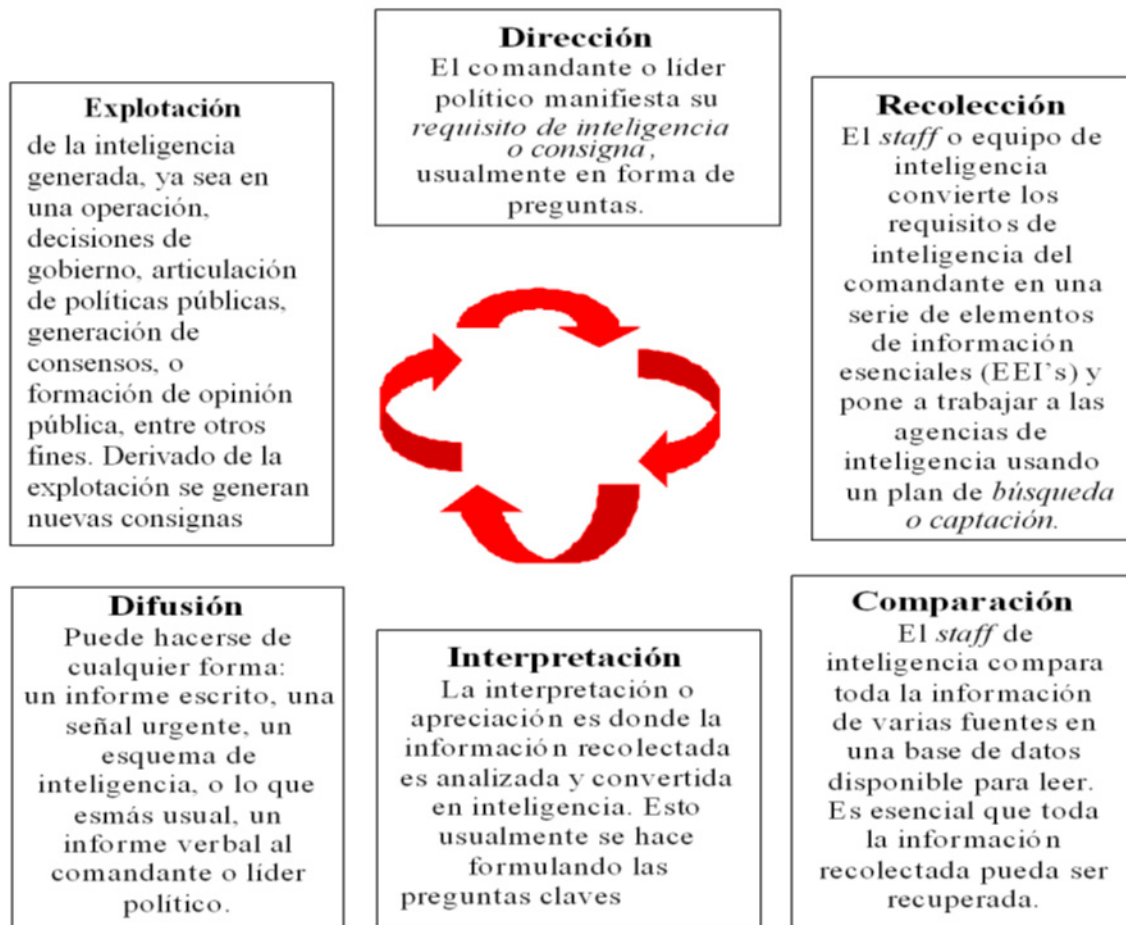 Dirección
El comandante o líder
político manifiesta su
requisito de inteligencia
o consigna,
usualmente en forma de
preguntas.
Recolección
El staff o equipo de
inteligencia
convierte los
requisitos de
inteligencia del
comandante en una
serie de elementos
de información
esenciales (EEI`s) y
pone a trabajar a las
agencias de
inteligencia usando
un plan de búsqueda
o captación.
Comparación
El staff de
inteligencia compara
toda la información
de varias fuentes en
una base de datos
disponible para leer.
Es esencial que toda
la información
recolectada pueda ser
recuperada.
Interpretación
La interpretación o
apreciación es donde la
información recolectada
es analizada y convertida
en inteligencia. Esto
usualmente se hace
formulando las
preguntas claves
Difusión
Puede hacerse de
cualquier forma:
un informe escrito, una
señal urgente, un
esquema de
inteligencia, o lo que
esmás usual, un
informe verbal al
comandante o líder
político.
Explotación
de la inteligencia
generada, ya sea en
una operación,
decisiones de
gobierno, articulación
de políticas públicas,
generación de
consensos, o
formación de opinión
pública, entre otros
fines. Derivado de la
explotación se generan
nuevas consignas